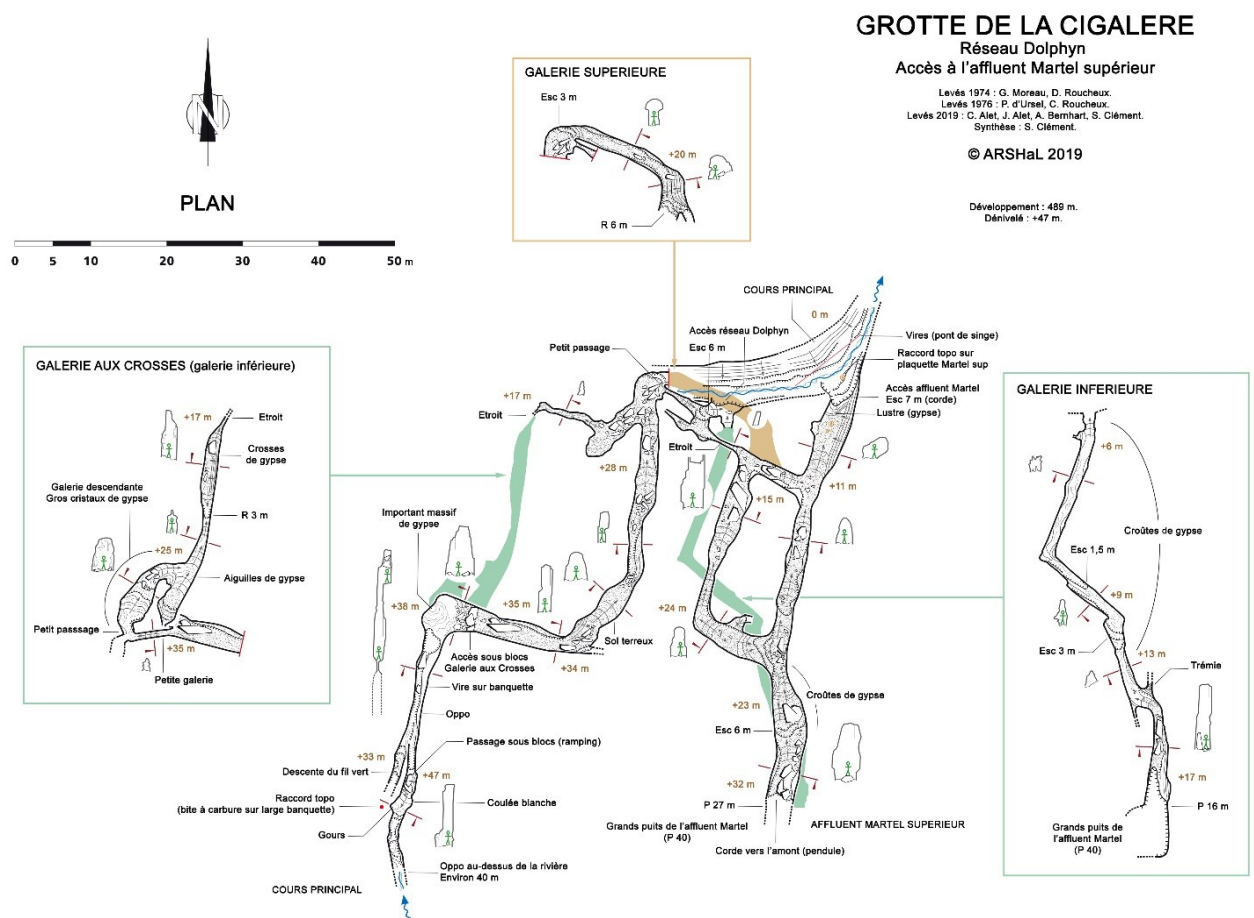 GROTTE DE LA CIGALERE
Réseau Dolphyn
Accès à l'affluent Martel supérieur
Levés 1974 : G. Moreau, D. Roucheux.
Levés 1976 : P. d'Ursel, C. Roucheux.
Levés 2019 : C. Alet, J. Alet, A. Bernhart, S. Clément.
Synthèse : S. Clément.
© ARSHaL 2019
Développement : 489 m.
Dénivelé : +47 m.
N
PLAN
0 5 10 20 30 40 50 m
GALERIE SUPERIEURE
Esc 3 m
+20 m
R 6 m
COURS PRINCIPAL
0 m
Accès réseau Dolphyn
Esc 6 m
Vires (pont de singe)
Petit passage
Raccord topo sur
plaquette Martel sup
Accès affluent Martel
Esc 7 m (corde)
Lustre (gypse)
+17 m
Etroit
Etroit
+28 m
+15 m
+11 m
Important massif
de gypse
+38 m
+35 m
+24 m
Sol terreux
+34 m
Accès sous blocs
Galerie aux Crosses
Vire sur banquette
Croûtes de gypse
+23 m
Oppo
Esc 6 m
Passage sous blocs (ramping)
+33 m
Descente du fil vert
+47 m
+32 m
Raccord topo
(bite à carbure sur large banquette)
Coulée blanche
P 27 m
Gours
Grands puits de l'affluent Martel
(P 40)
AFFLUENT MARTEL SUPERIEUR
Corde vers l'amont (pendule)
Oppo au-dessus de la rivière
Environ 40 m
COURS PRINCIPAL
GALERIE AUX CROSSES (galerie inférieure)
+17 m
Etroit
Crosses
de gypse
Galerie descendante
Gros cristaux de gypse
R 3 m
+25 m
Aiguilles de gypse
Petit passsage
+35 m
Petite galerie
GALERIE INFERIEURE
+6 m
Croûtes de gypse
Esc 1,5 m
+9 m
Esc 3 m
+13 m
Trémie
+17 m
P 16 m
Grands puits de
l'affluent Martel
(P 40)